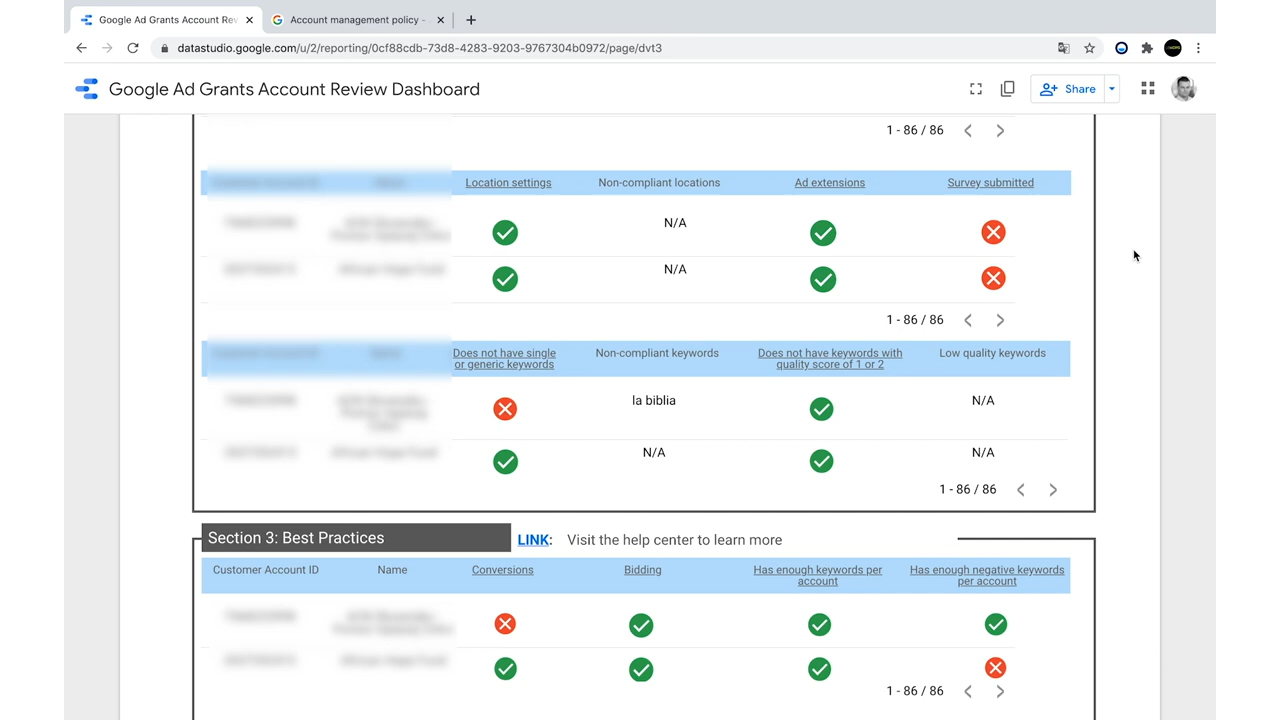 Google Ad Grants Account Rev
Account management policy -
datastudio.google.com/u/2/reporting/0cf88cdb-73d8-4283-9203-9767304b0972/page/dvt3
Google Ad Grants Account Review Dashboard
Share
1 - 86 / 86
Location settings Non-compliant locations Ad extensions Survey submitted
N/A
N/A
1 - 86 / 86
Does not have single Non-compliant keywords Does not have keywords with Low quality keywords
or generic keywords quality score of 1 or 2
la biblia N/A
N/A N/A
1 - 86 / 86
Section 3: Best Practices LINK: Visit the help center to learn more
Customer Account ID Name Conversions Bidding Has enough keywords per Has enough negative keywords
account per account
1 - 86 / 86